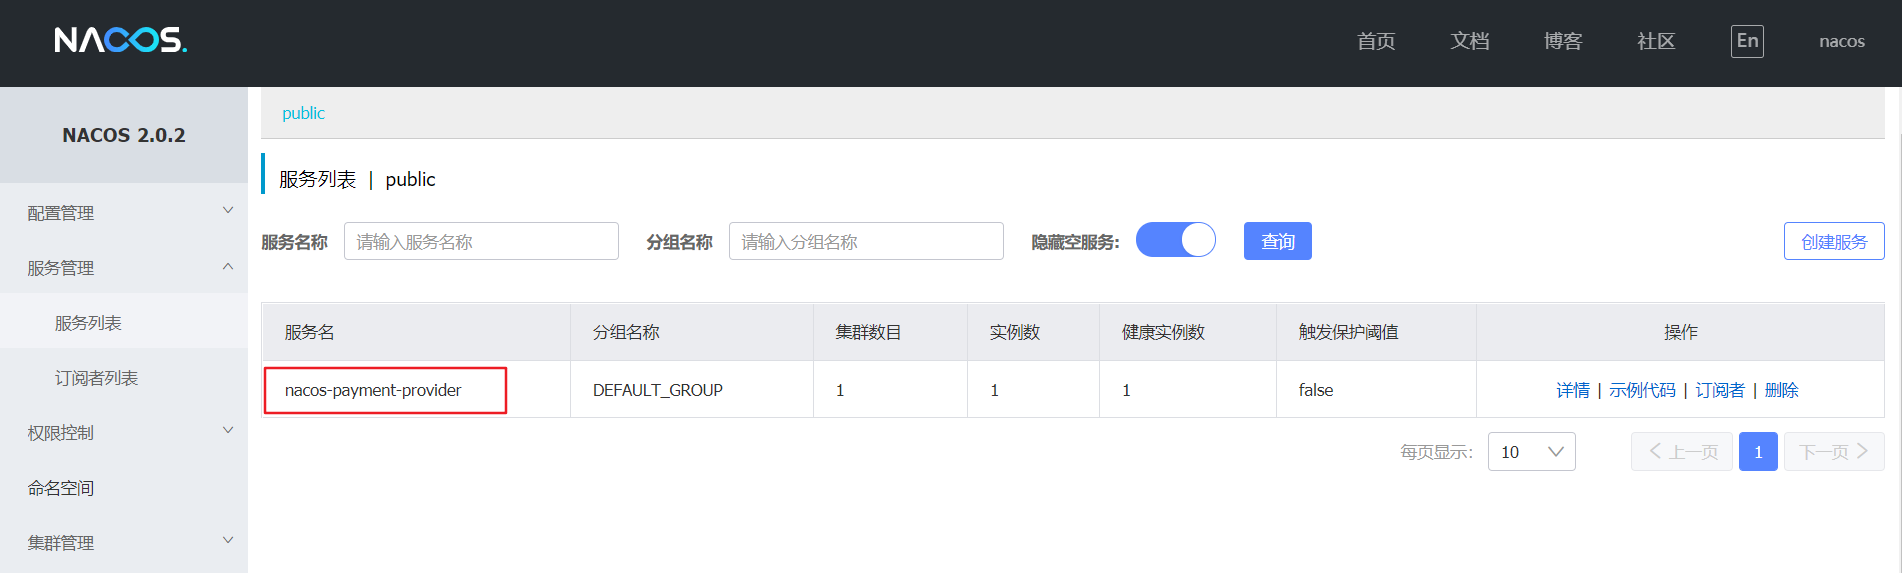 NACOS.
首页 文档 博客 社区 En nacos
NACOS 2.0.2
配置管理
服务管理
服务列表
订阅者列表
权限控制
命名空间
集群管理
public
服务列表 | public
服务名称 请输入服务名称 分组名称 请输入分组名称 隐藏空服务: 查询 创建服务
服务名 分组名称 集群数目 实例数 健康实例数 触发保护阈值 操作
nacos-payment-provider DEFAULT_GROUP 1 1 1 false 详情 | 示例代码 | 订阅者 | 删除
每页显示: 10 上一页 1 下一页